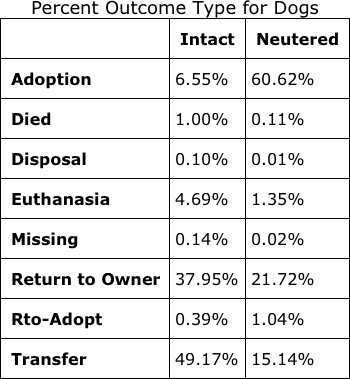 Percent Outcome Type for Dogs
Intact Neutered
Adoption 6.55% 60.62%
Died 1.00% 0.11%
Disposal 0.10% 0.01%
Euthanasia 4.69% 1.35%
Missing 0.14% 0.02%
Return to Owner 37.95% 21.72%
Rto-Adopt 0.39% 1.04%
Transfer 49.17% 15.14%